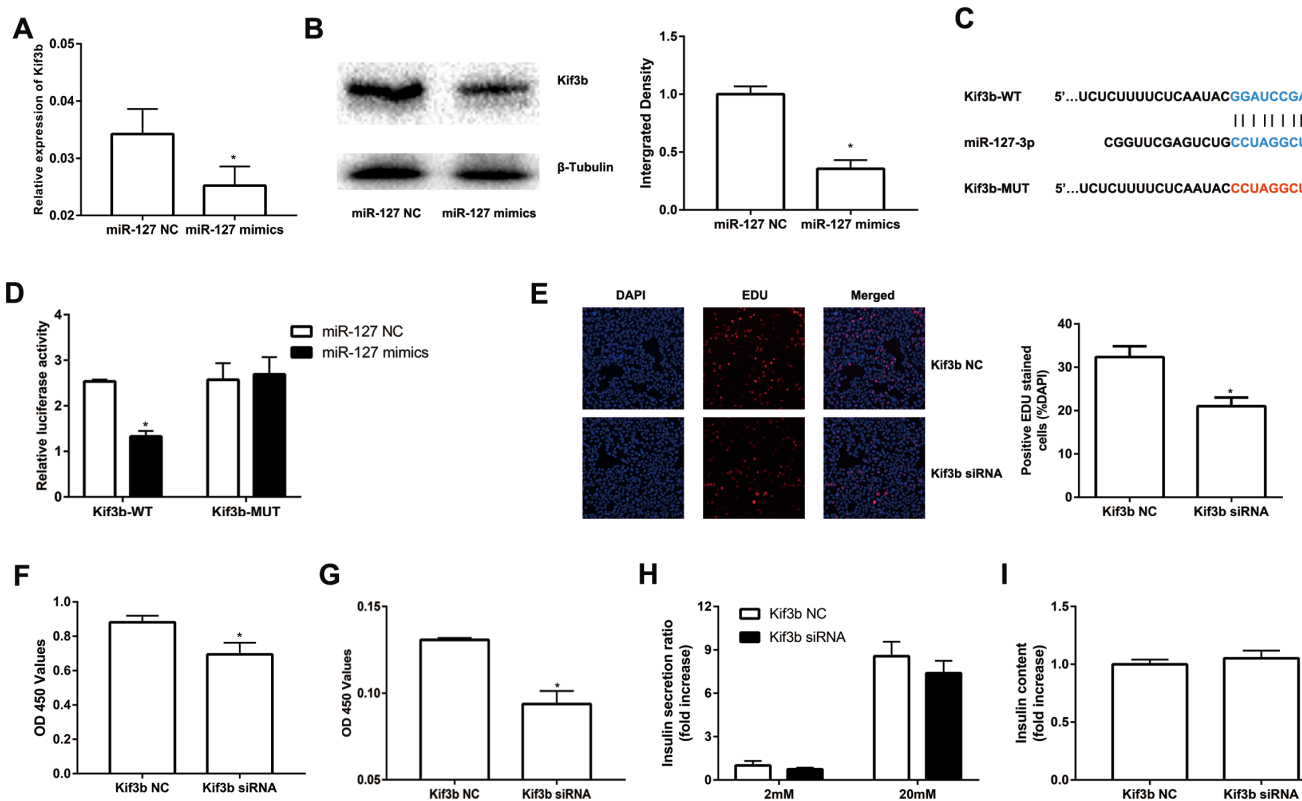 A
Relative expression of Kif3b
0.05
0.04
0.03
0.02
*
miR-127 NC miR-127 mimics
B
Kif3b
β-Tubulin
miR-127 NC miR-127 mimics
Intergrated Density
1.5
1.0
0.5
0.0
*
miR-127 NC miR-127 mimics
C
Kif3b-WT 5'...UCUCUUUUCUCAAUACGGAUCCGA
miR-127-3p CGGUUCGAGUCUGCCUAGGCU
Kif3b-MUT 5'...UCUCUUUUCUCAAUACCCUAGGCU
D
Relative luciferase activity
4
3
2
1
0
*
miR-127 NC
miR-127 mimics
Kif3b-WT Kif3b-MUT
E
DAPI EDU Merged
Kif3b NC
Kif3b siRNA
Positive EDU stained
cells (%DAPI)
40
30
20
10
0
*
Kif3b NC Kif3b siRNA
F
OD 450 Values
1.0
0.8
0.6
0.4
0.2
0.0
*
Kif3b NC Kif3b siRNA
G
OD 450 Values
0.15
0.10
0.05
*
Kif3b NC Kif3b siRNA
H
Insulin secretion ratio
(fold increase)
12
9
6
3
0
Kif3b NC
Kif3b siRNA
2mM 20mM
I
Insulin content
(fold increase)
1.5
1.0
0.5
0.0
Kif3b NC Kif3b siRNA